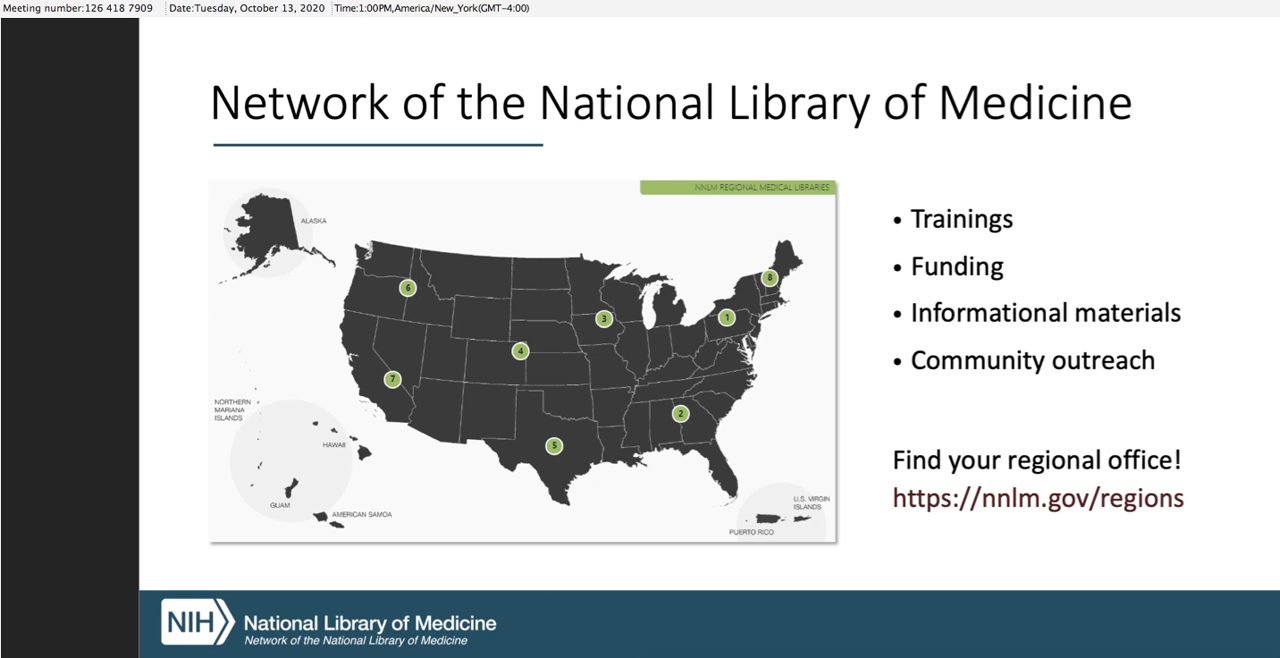 Meeting number:126 418 7909 Date:Tuesday, October 13, 2020 Time:1:00PM,America/New_York(GMT-4:00)
Network of the National Library of Medicine
NNLM REGIONAL MEDICAL LIBRARIES
ALASKA
6
8
3
1
4
7
2
5
NORTHERN
MARIANA
ISLANDS
HAWAII
GUAM
AMERICAN SAMOA
U.S. VIRGIN
ISLANDS
PUERTO RICO
• Trainings
• Funding
• Informational materials
• Community outreach
Find your regional office!
https://nnlm.gov/regions
NIH
National Library of Medicine
Network of the National Library of Medicine